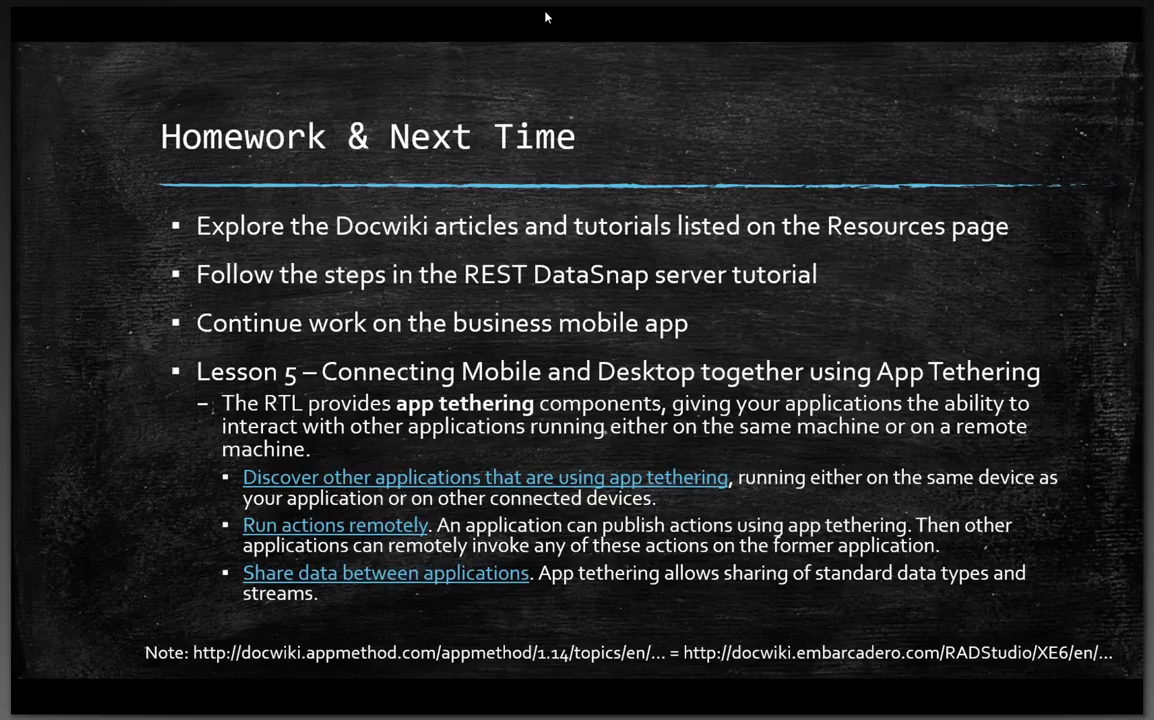 Homework & Next Time
▪ Explore the Docwiki articles and tutorials listed on the Resources page
▪ Follow the steps in the REST DataSnap server tutorial
▪ Continue work on the business mobile app
▪ Lesson 5 – Connecting Mobile and Desktop together using App Tethering
– The RTL provides app tethering components, giving your applications the ability to
interact with other applications running either on the same machine or on a remote
machine.
▪ Discover other applications that are using app tethering, running either on the same device as
your application or on other connected devices.
▪ Run actions remotely. An application can publish actions using app tethering. Then other
applications can remotely invoke any of these actions on the former application.
▪ Share data between applications. App tethering allows sharing of standard data types and
streams.
Note: http://docwiki.appmethod.com/appmethod/1.14/topics/en/... = http://docwiki.embarcadero.com/RADStudio/XE6/en/...